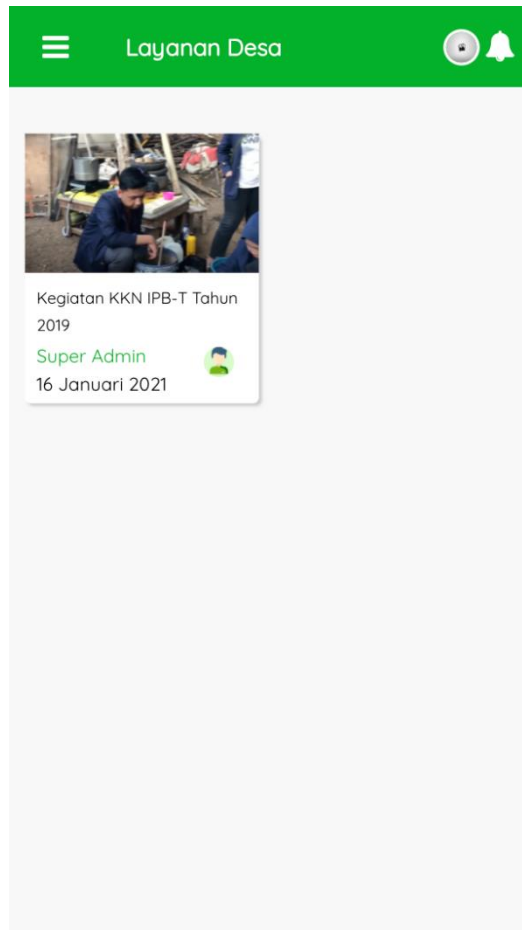 Layanan Desa
Kegiatan KKN IPB-T Tahun
2019
Super Admin
16 Januari 2021